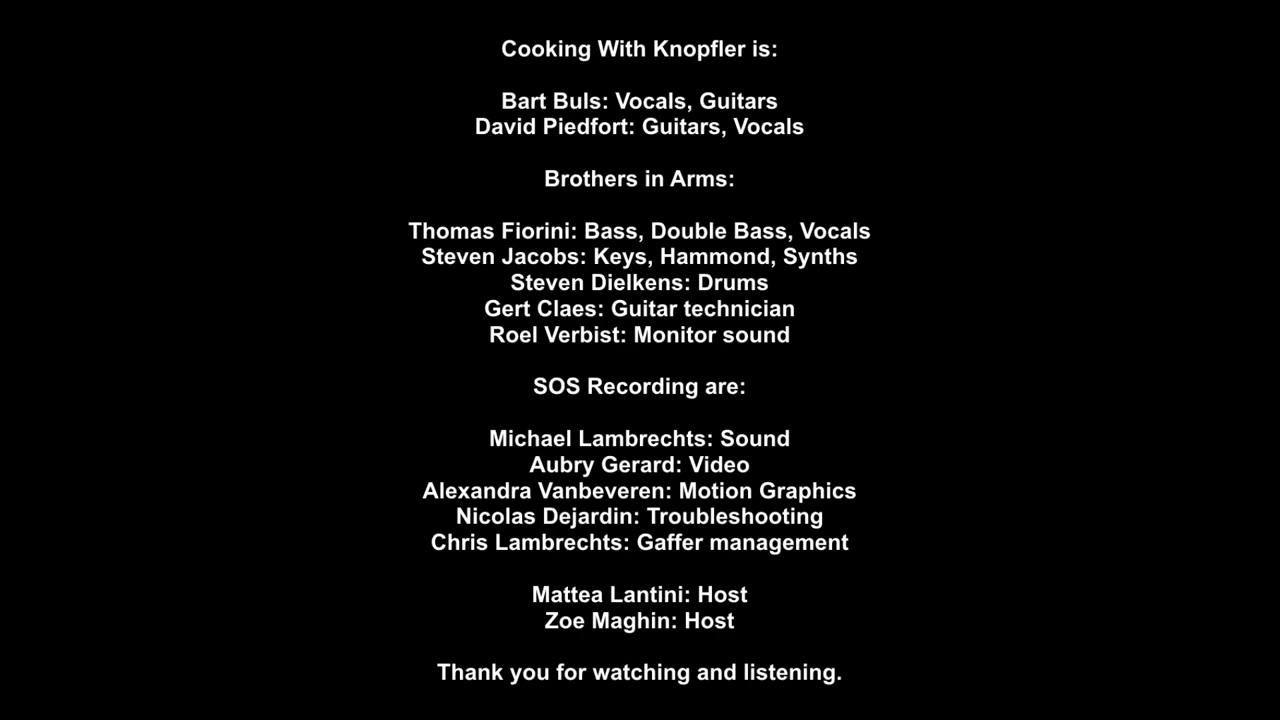 Cooking With Knopfler is:
Bart Buls: Vocals, Guitars
David Piedfort: Guitars, Vocals
Brothers in Arms:
Thomas Fiorini: Bass, Double Bass, Vocals
Steven Jacobs: Keys, Hammond, Synths
Steven Dielkens: Drums
Gert Claes: Guitar technician
Roel Verbist: Monitor sound
SOS Recording are:
Michael Lambrechts: Sound
Aubry Gerard: Video
Alexandra Vanbeveren: Motion Graphics
Nicolas Dejardin: Troubleshooting
Chris Lambrechts: Gaffer management
Mattea Lantini: Host
Zoe Maghin: Host
Thank you for watching and listening.